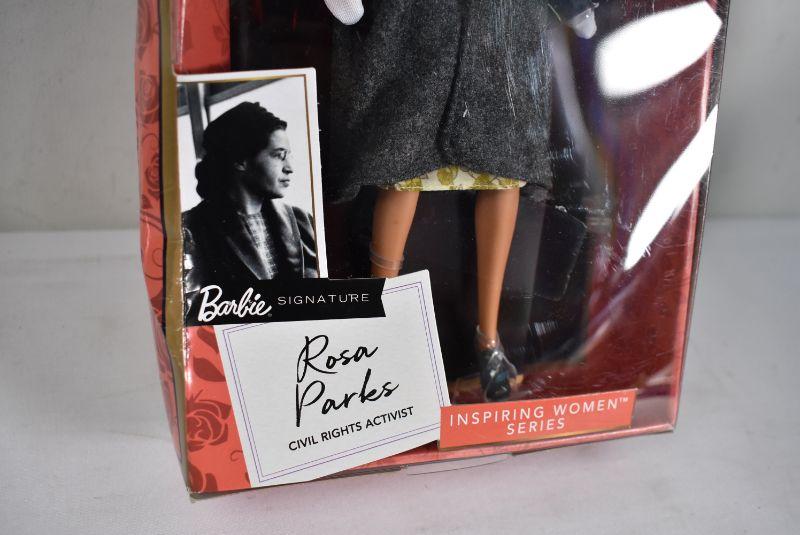 Barbie® SIGNATURE
Rosa
Parks
CIVIL RIGHTS ACTIVIST
INSPIRING WOMEN™
SERIES